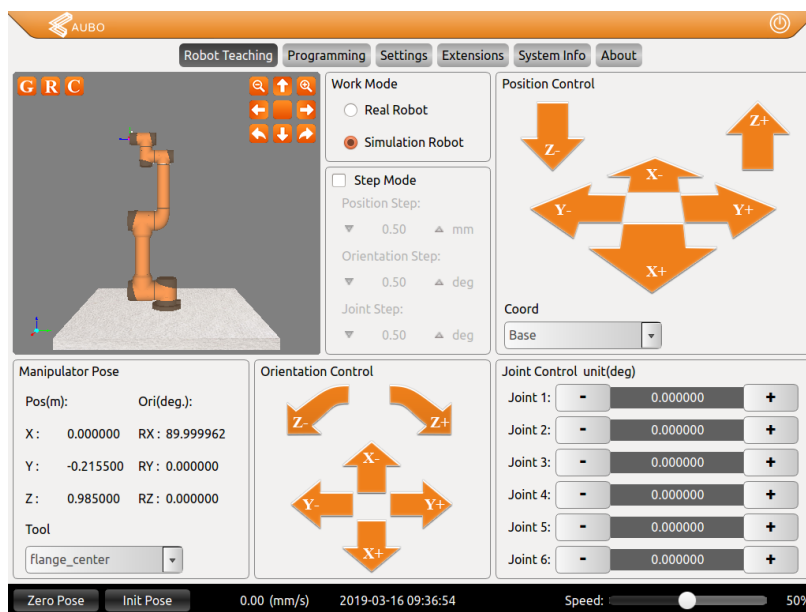 AUBO
Robot Teaching Programming Settings Extensions System Info About
G R C
Work Mode
Real Robot
Simulation Robot
Step Mode
Position Step:
0.50 mm
Orientation Step:
0.50 deg
Joint Step:
0.50 deg
Position Control
Z- Z+
X-
Y- Y+
X+
Coord
Base
Manipulator Pose
Pos(m): Ori(deg.):
X : 0.000000 RX : 89.999962
Y : -0.215500 RY : 0.000000
Z : 0.985000 RZ : 0.000000
Tool
flange_center
Orientation Control
Z- Z+
X-
Y- Y+
X+
Joint Control unit(deg)
Joint 1: - 0.000000 +
Joint 2: - 0.000000 +
Joint 3: - 0.000000 +
Joint 4: - 0.000000 +
Joint 5: - 0.000000 +
Joint 6: - 0.000000 +
Zero Pose Init Pose 0.00 (mm/s) 2019-03-16 09:36:54 Speed: 50%